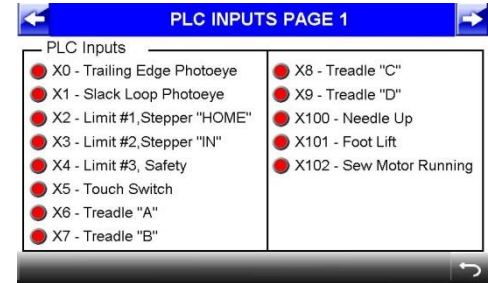 PLC INPUTS PAGE 1
PLC Inputs
X0 - Trailing Edge Photoeye
X1 - Slack Loop Photoeye
X2 - Limit #1,Stepper "HOME"
X3 - Limit #2,Stepper "IN"
X4 - Limit #3, Safety
X5 - Touch Switch
X6 - Treadle "A"
X7 - Treadle "B"
X8 - Treadle "C"
X9 - Treadle "D"
X100 - Needle Up
X101 - Foot Lift
X102 - Sew Motor Running